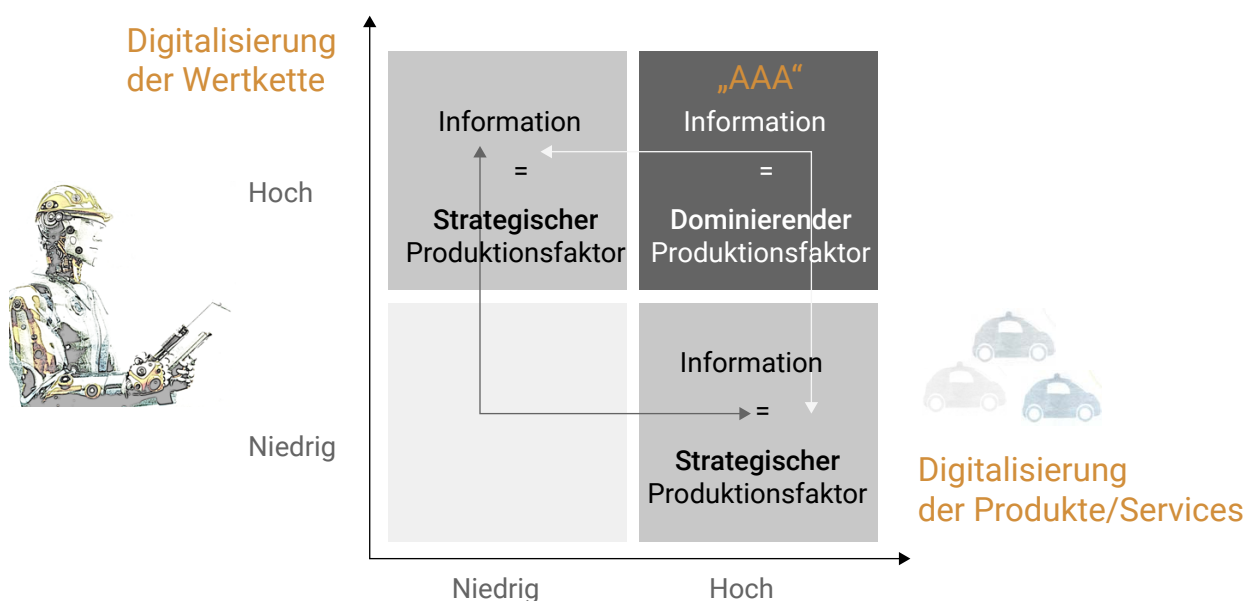 Digitalisierung
der Wertkette
„AAA“
Information
=
Strategischer
Produktionsfaktor
Information
=
Dominierender
Produktionsfaktor
Hoch
Information
=
Strategischer
Produktionsfaktor
Niedrig
Digitalisierung
der Produkte/Services
Niedrig
Hoch